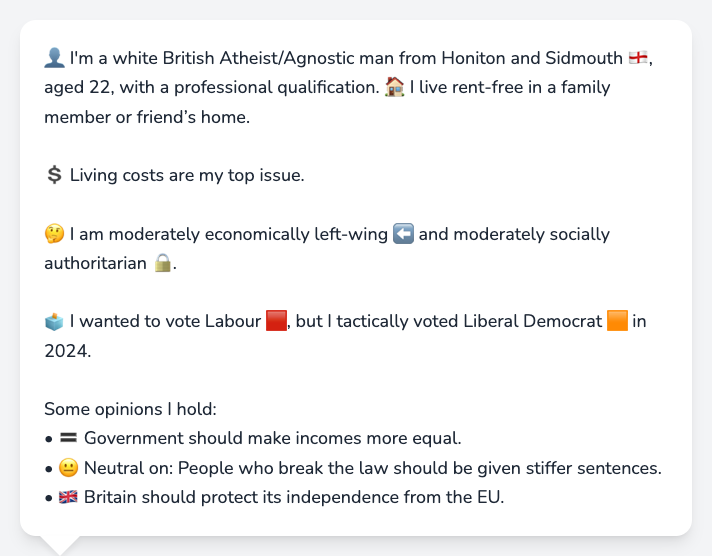 👤 I'm a white British Atheist/Agnostic man from Honiton and Sidmouth 🏴󠁧󠁢󠁥󠁮󠁧󠁿,
aged 22, with a professional qualification. 🏠 I live rent-free in a family
member or friend’s home.
💲 Living costs are my top issue.
🤔 I am moderately economically left-wing ⬅️ and moderately socially
authoritarian 🔒.
🗳️ I wanted to vote Labour 🟥, but I tactically voted Liberal Democrat 🟧 in
2024.
Some opinions I hold:
• 🟰 Government should make incomes more equal.
• 😐 Neutral on: People who break the law should be given stiffer sentences.
• 🇬🇧 Britain should protect its independence from the EU.